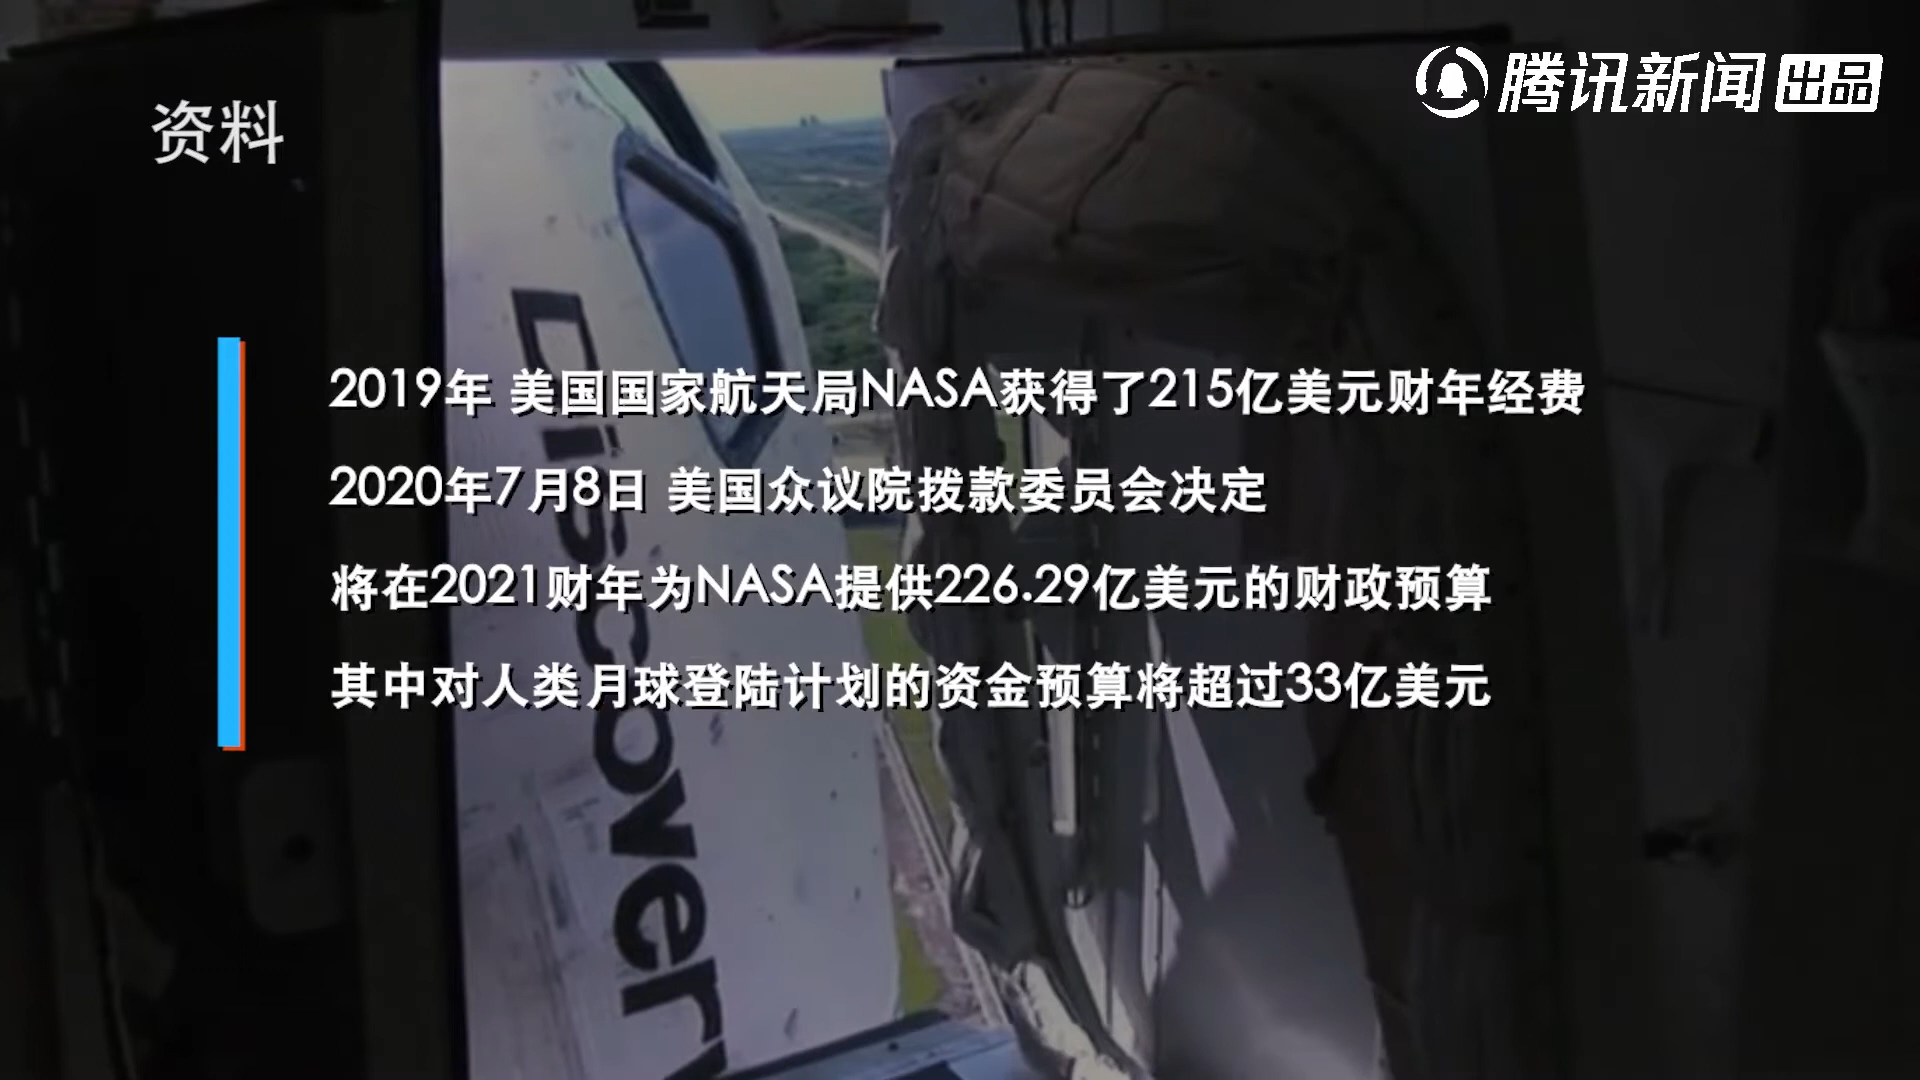 腾讯新闻 出品
资料
2019年 美国国家航天局NASA获得了215亿美元财年经费
2020年7月8日 美国众议院拨款委员会决定
将在2021财年为NASA提供226.29亿美元的财政预算
其中对人类月球登陆计划的资金预算将超过33亿美元
Discovery